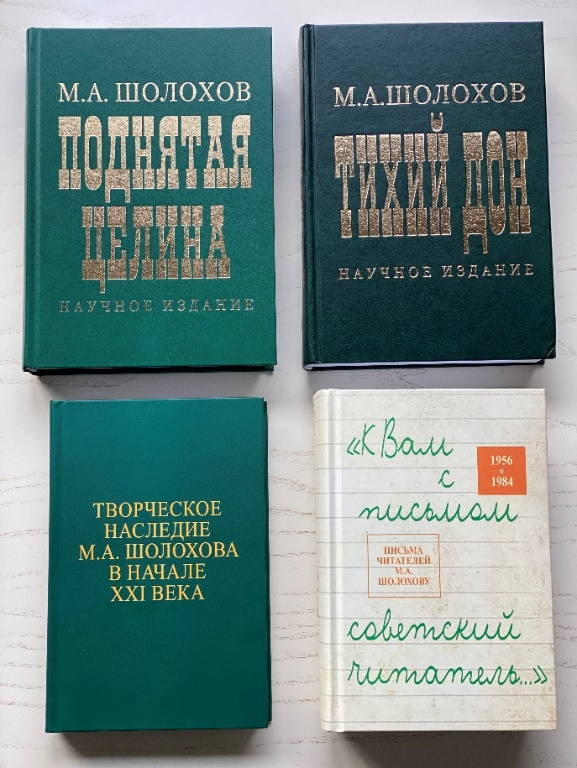 М.А. ШОЛОХОВ
ПОДНЯТАЯ
ЦЕЛИНА
НАУЧНОЕ ИЗДАНИЕ
М.А.ШОЛОХОВ
ТИХИЙ ДОН
НАУЧНОЕ ИЗДАНИЕ
ТВОРЧЕСКОЕ
НАСЛЕДИЕ
М.А. ШОЛОХОВА
В НАЧАЛЕ
XXI ВЕКА
«К Вам
с
письмом
1956
*
1984
ПИСЬМА
ЧИТАТЕЛЕЙ
М.А.
ШОЛОХОВУ
советский
читатель...»